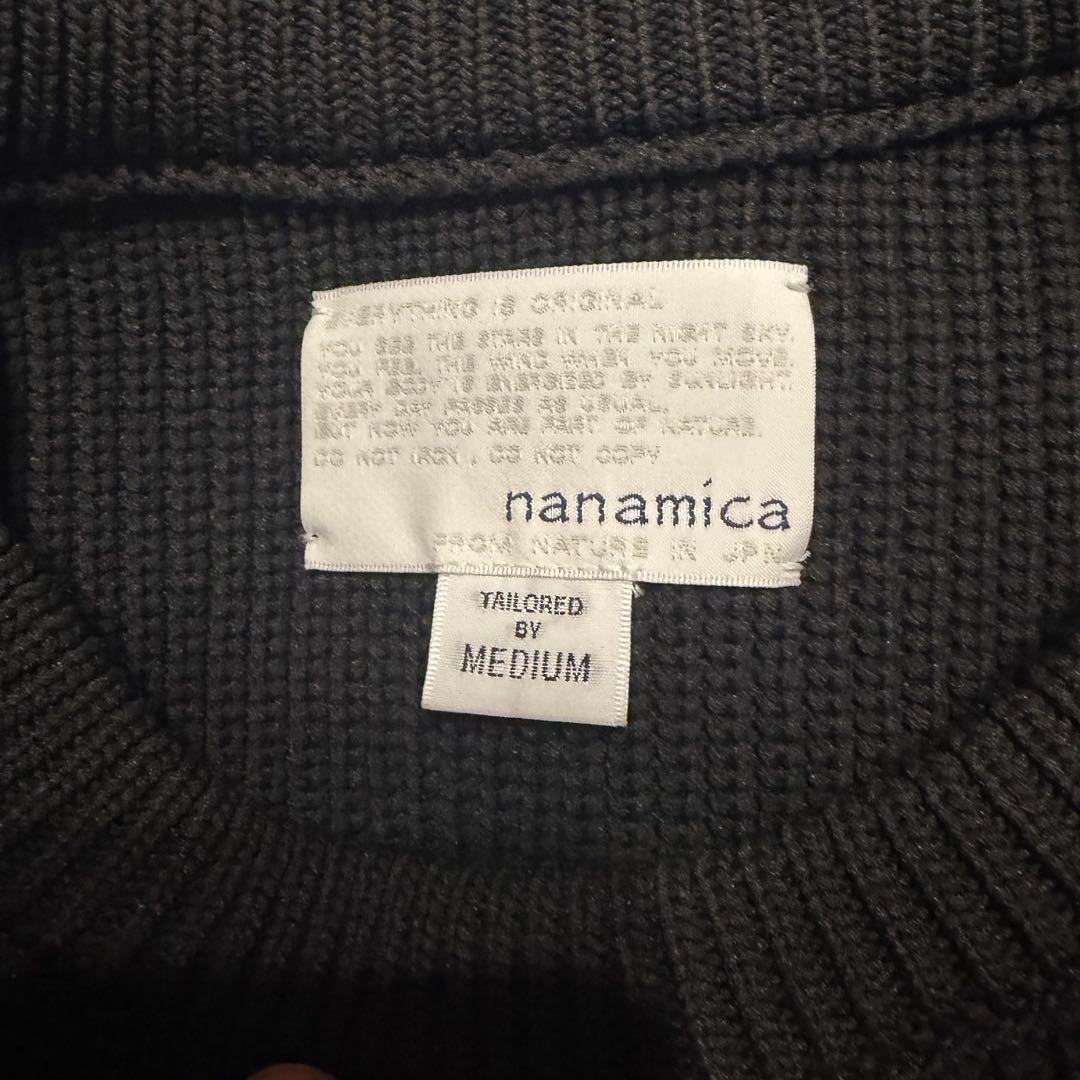 EVERYTHING IS ORIGINAL
YOU SEE THE STARS IN THE NIGHT SKY.
YOU FEEL THE WIND WHEN YOU MOVE.
YOUR BODY IS ENERGIZED BY SUNLIGHT.
EVERY DAY PASSES AS USUAL,
BUT NOW YOU ARE PART OF NATURE.
DO NOT IRON, DO NOT COPY
nanamica
FROM NATURE IN JPN.
TAILORED
BY
MEDIUM